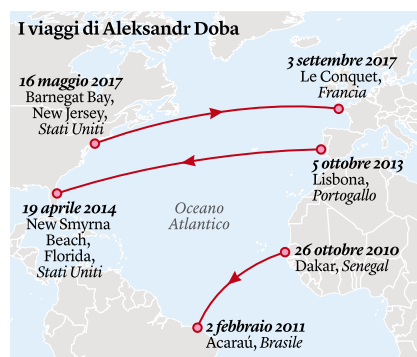 I viaggi di Aleksandr Doba
3 settembre 2017
Le Conquet,
Francia
16 maggio 2017
Barnegat Bay,
New Jersey,
Stati Uniti
5 ottobre 2013
Lisbona,
Portogallo
19 aprile 2014
New Smyrna
Beach,
Florida,
Stati Uniti
Oceano
Atlantico
26 ottobre 2010
Dakar, Senegal
2 febbraio 2011
Acaraú, Brasile